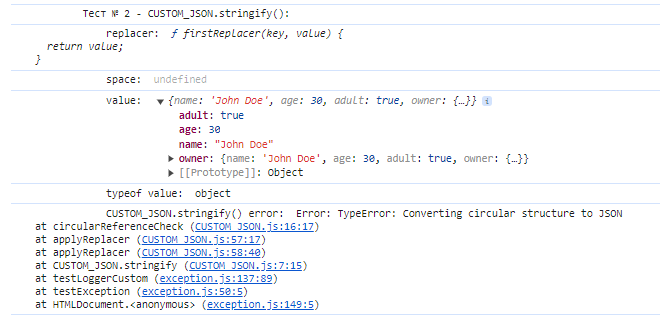 Тест № 2 - CUSTOM_JSON.stringify():
replacer: ƒ firstReplacer(key, value) {
return value;
}
space: undefined
value: ▼ {name: 'John Doe', age: 30, adult: true, owner: {…}} i
adult: true
age: 30
name: "John Doe"
▶ owner: {name: 'John Doe', age: 30, adult: true, owner: {…}}
▶ [[Prototype]]: Object
typeof value: object
CUSTOM_JSON.stringify() error: Error: TypeError: Converting circular structure to JSON
at circularReferenceCheck (CUSTOM_JSON.js:16:17)
at applyReplacer (CUSTOM_JSON.js:57:17)
at applyReplacer (CUSTOM_JSON.js:58:40)
at CUSTOM_JSON.stringify (CUSTOM_JSON.js:7:15)
at testLoggerCustom (exception.js:137:89)
at testException (exception.js:50:5)
at HTMLDocument.<anonymous> (exception.js:149:5)